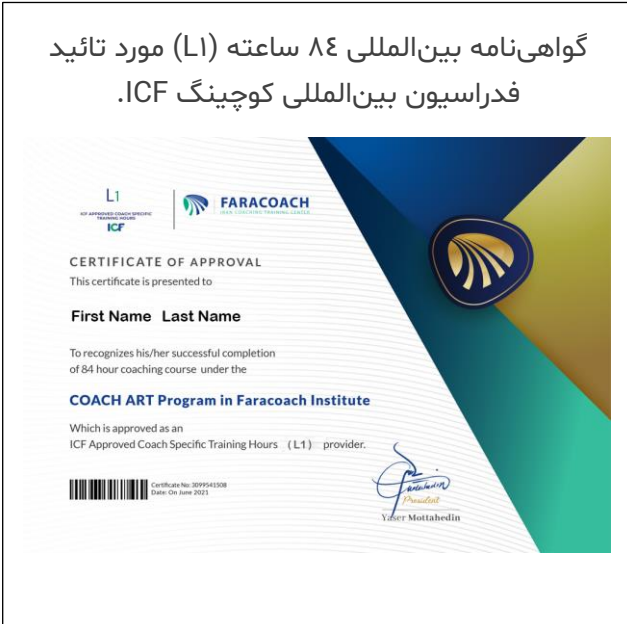 گواهی‌نامه بین‌المللی ٨٤ ساعته (L١) مورد تائید
فدراسیون بین‌المللی کوچینگ ICF.
L1
ICF APPROVED COACH SPECIFIC
TRAINING HOURS
ICF
FARACOACH
IRAN COACHING TRAINING CENTER
CERTIFICATE OF APPROVAL
This certificate is presented to
First Name Last Name
To recognizes his/her successful completion
of 84 hour coaching course under the
COACH ART Program in Faracoach Institute
Which is approved as an
ICF Approved Coach Specific Training Hours (L1) provider.
Certificate No: 3099541508
Date: On June 2021
Mottahedin
President
Yaser Mottahedin